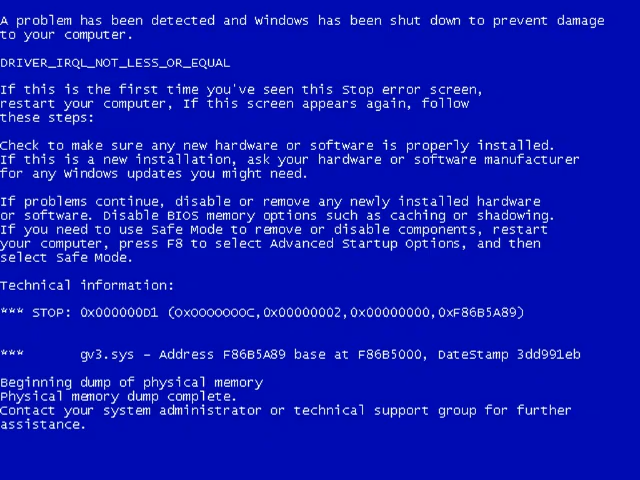 A problem has been detected and Windows has been shut down to prevent damage
to your computer.
DRIVER_IRQL_NOT_LESS_OR_EQUAL
If this is the first time you've seen this Stop error screen,
restart your computer, If this screen appears again, follow
these steps:
Check to make sure any new hardware or software is properly installed.
If this is a new installation, ask your hardware or software manufacturer
for any Windows updates you might need.
If problems continue, disable or remove any newly installed hardware
or software. Disable BIOS memory options such as caching or shadowing.
If you need to use Safe Mode to remove or disable components, restart
your computer, press F8 to select Advanced Startup Options, and then
select Safe Mode.
Technical information:
*** STOP: 0x000000D1 (0x0000000C,0x00000002,0x00000000,0xF86B5A89)
*** gv3.sys - Address F86B5A89 base at F86B5000, DateStamp 3dd991eb
Beginning dump of physical memory
Physical memory dump complete.
Contact your system administrator or technical support group for further
assistance.